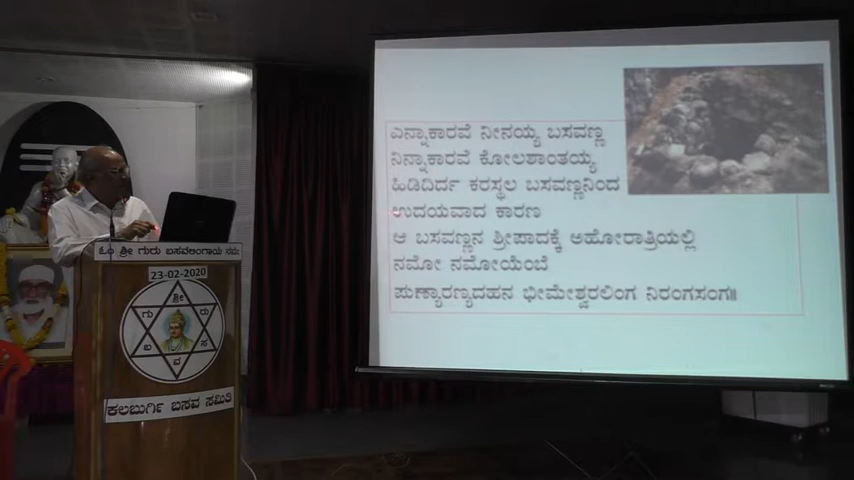 ಎನ್ನಾಕಾರವೆ ನೀನಯ್ಯ ಬಸವಣ್ಣ
ನಿನ್ನಾಕಾರವೆ ಕೋಲಶಾಂತಯ್ಯ
ಹಿಡಿದಿರ್ದ ಕರಸ್ಥಲ ಬಸವಣ್ಣನಿಂದ
ಉದಯವಾದ ಕಾರಣ
ಆ ಬಸವಣ್ಣನ ಶ್ರೀಪಾದಕ್ಕೆ ಅಹೋರಾತ್ರಿಯಲ್ಲಿ
ನಮೋ ನಮೋಯೆಂಬೆ
ಪುಣ್ಯಾರಣ್ಯದಹನ ಭೀಮೇಶ್ವರಲಿಂಗ ನಿರಂಗಸಂಗ॥
ಓಂ ಶ್ರೀ ಗುರು ಬಸವಲಿಂಗಾಯ ನಮಃ
23-02-2020
ಶ್ರೀ
ಗು
ರು
ಬ
ಸ
ವ
ಕಲಬುರ್ಗಿ ಬಸವ ಸಮಿತಿ